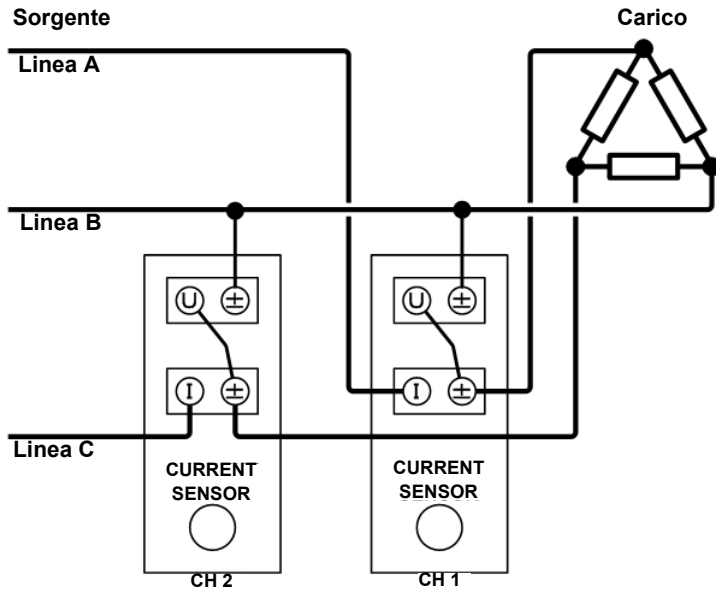 Sorgente
Carico
Linea A
Linea B
U ±
U ±
I ±
I ±
Linea C
CURRENT
SENSOR
CURRENT
SENSOR
CH 2
CH 1